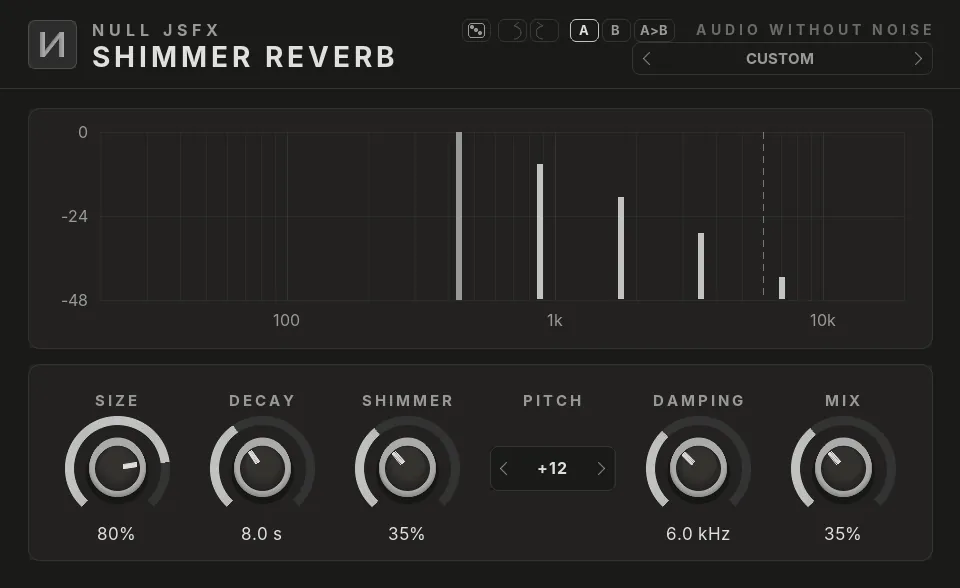 NULL JSFX
SHIMMER REVERB
A B A>B
AUDIO WITHOUT NOISE
CUSTOM
0
-24
-48
100 1k 10k
SIZE DECAY SHIMMER PITCH DAMPING MIX
+12
80% 8.0 s 35% 6.0 kHz 35%